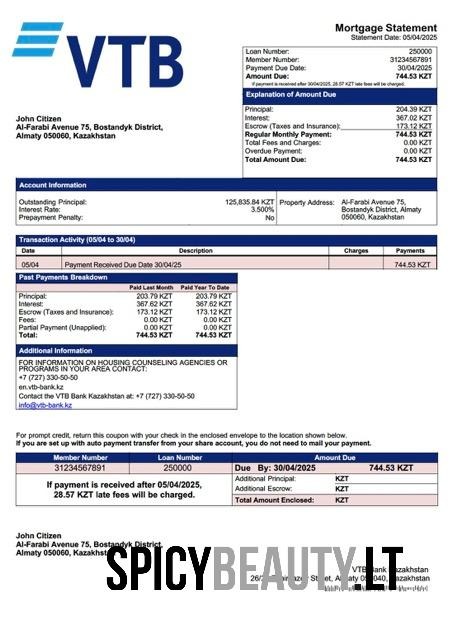 VTB
Mortgage Statement
Statement Date: 05/04/2025
Loan Number: 250000
Member Number: 31234567891
Payment Due Date: 30/04/2025
Amount Due: 744.53 KZT
If payment is received after 30/04/2025, 28.57 KZT late fees will be charged.
Explanation of Amount Due
Principal: 204.39 KZT
Interest: 367.02 KZT
Escrow (Taxes and Insurance): 173.12 KZT
Regular Monthly Payment: 744.53 KZT
Total Fees and Charges: 0.00 KZT
Overdue Payment: 0.00 KZT
Total Amount Due: 744.53 KZT
John Citizen
Al-Farabi Avenue 75, Bostandyk District,
Almaty 050060, Kazakhstan
Account Information
Outstanding Principal: 125,835.84 KZT
Interest Rate: 3.500%
Prepayment Penalty: No
Property Address: Al-Farabi Avenue 75,
Bostandyk District, Almaty
050060, Kazakhstan
Transaction Activity (05/04 to 30/04)
Date Description Charges Payments
05/04 Payment Received Due Date 30/04/25 744.53 KZT
Past Payments Breakdown
Paid Last Month Paid Year To Date
Principal: 203.79 KZT 203.79 KZT
Interest: 367.62 KZT 367.62 KZT
Escrow (Taxes and Insurance): 173.12 KZT 173.12 KZT
Fees: 0.00 KZT 0.00 KZT
Partial Payment (Unapplied): 0.00 KZT 0.00 KZT
Total: 744.53 KZT 744.53 KZT
Additional Information
FOR INFORMATION ON HOUSING COUNSELING AGENCIES OR
PROGRAMS IN YOUR AREA CONTACT:
+7 (727) 330-50-50
en.vtb-bank.kz
Contact the VTB Bank Kazakhstan at: +7 (727) 330-50-50
info@vtb-bank.kz
For prompt credit, return this coupon with your check in the enclosed envelope to the location shown below.
If you are set up with auto payment transfer from your share account, you do not need to mail your payment.
Member Number Loan Number Amount Due
31234567891 250000 Due By: 30/04/2025 744.53 KZT
If payment is received after 05/04/2025,
28.57 KZT late fees will be charged.
Additional Principal: KZT
Additional Escrow: KZT
Total Amount Enclosed: KZT
John Citizen
Al-Farabi Avenue 75, Bostandyk District,
Almaty 050060, Kazakhstan
SPICYBEAUTY.LT
VTB Kazakhstan
Street, Almaty